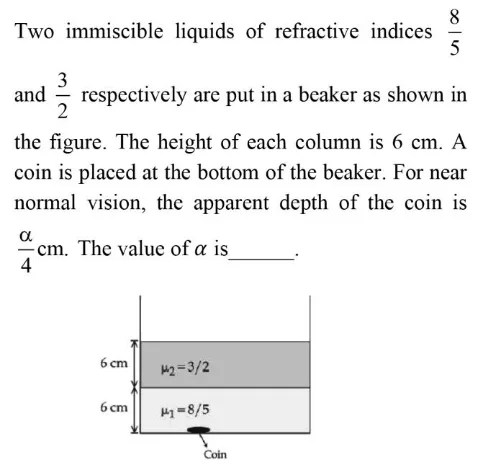 Two immiscible liquids of refractive indices 8/5
and 3/2 respectively are put in a beaker as shown in
the figure. The height of each column is 6 cm. A
coin is placed at the bottom of the beaker. For near
normal vision, the apparent depth of the coin is
α/4 cm. The value of α is______.
6 cm
μ₂=3/2
6 cm
μ₁=8/5
Coin